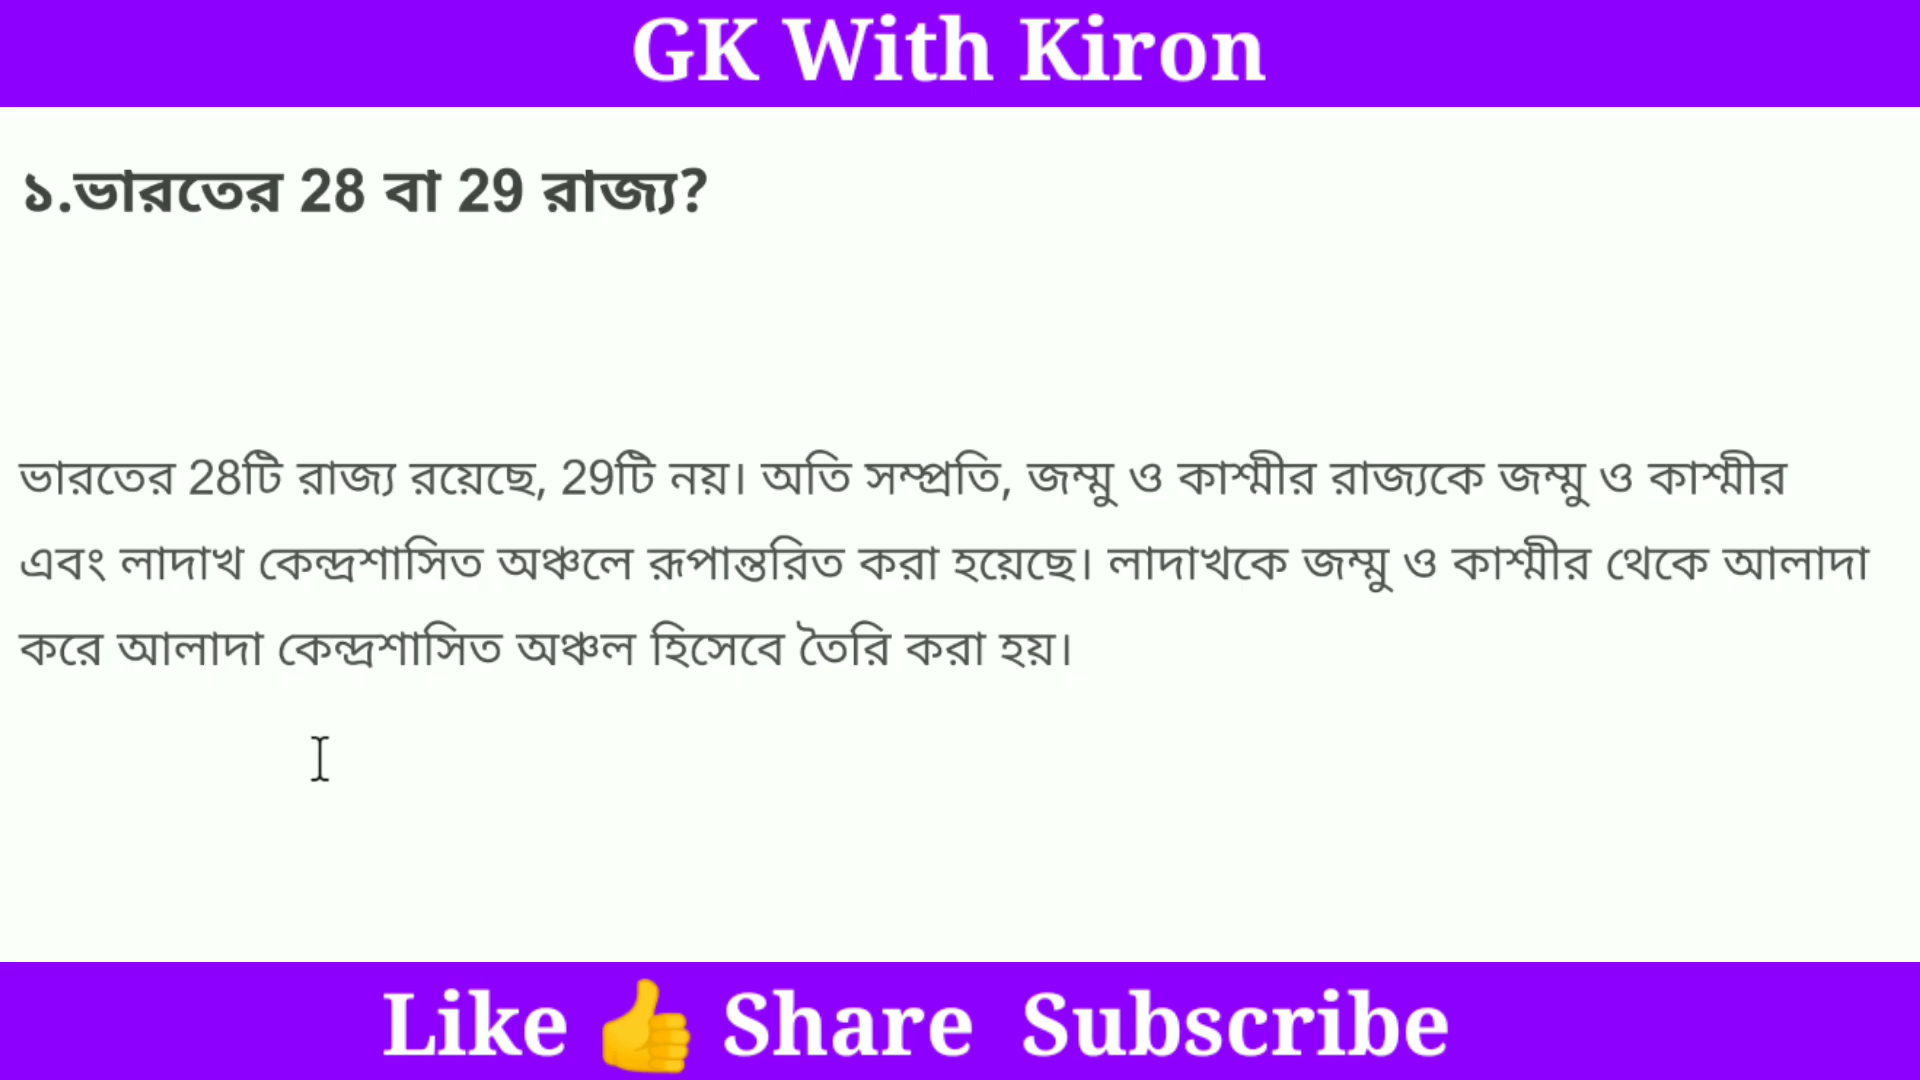 GK With Kiron
১.ভারতের 28 বা 29 রাজ্য?
ভারতের 28টি রাজ্য রয়েছে, 29টি নয়। অতি সম্প্রতি, জম্মু ও কাশ্মীর রাজ্যকে জম্মু ও কাশ্মীর
এবং লাদাখ কেন্দ্রশাসিত অঞ্চলে রূপান্তরিত করা হয়েছে। লাদাখকে জম্মু ও কাশ্মীর থেকে আলাদা
করে আলাদা কেন্দ্রশাসিত অঞ্চল হিসেবে তৈরি করা হয়।
Like 👍 Share Subscribe